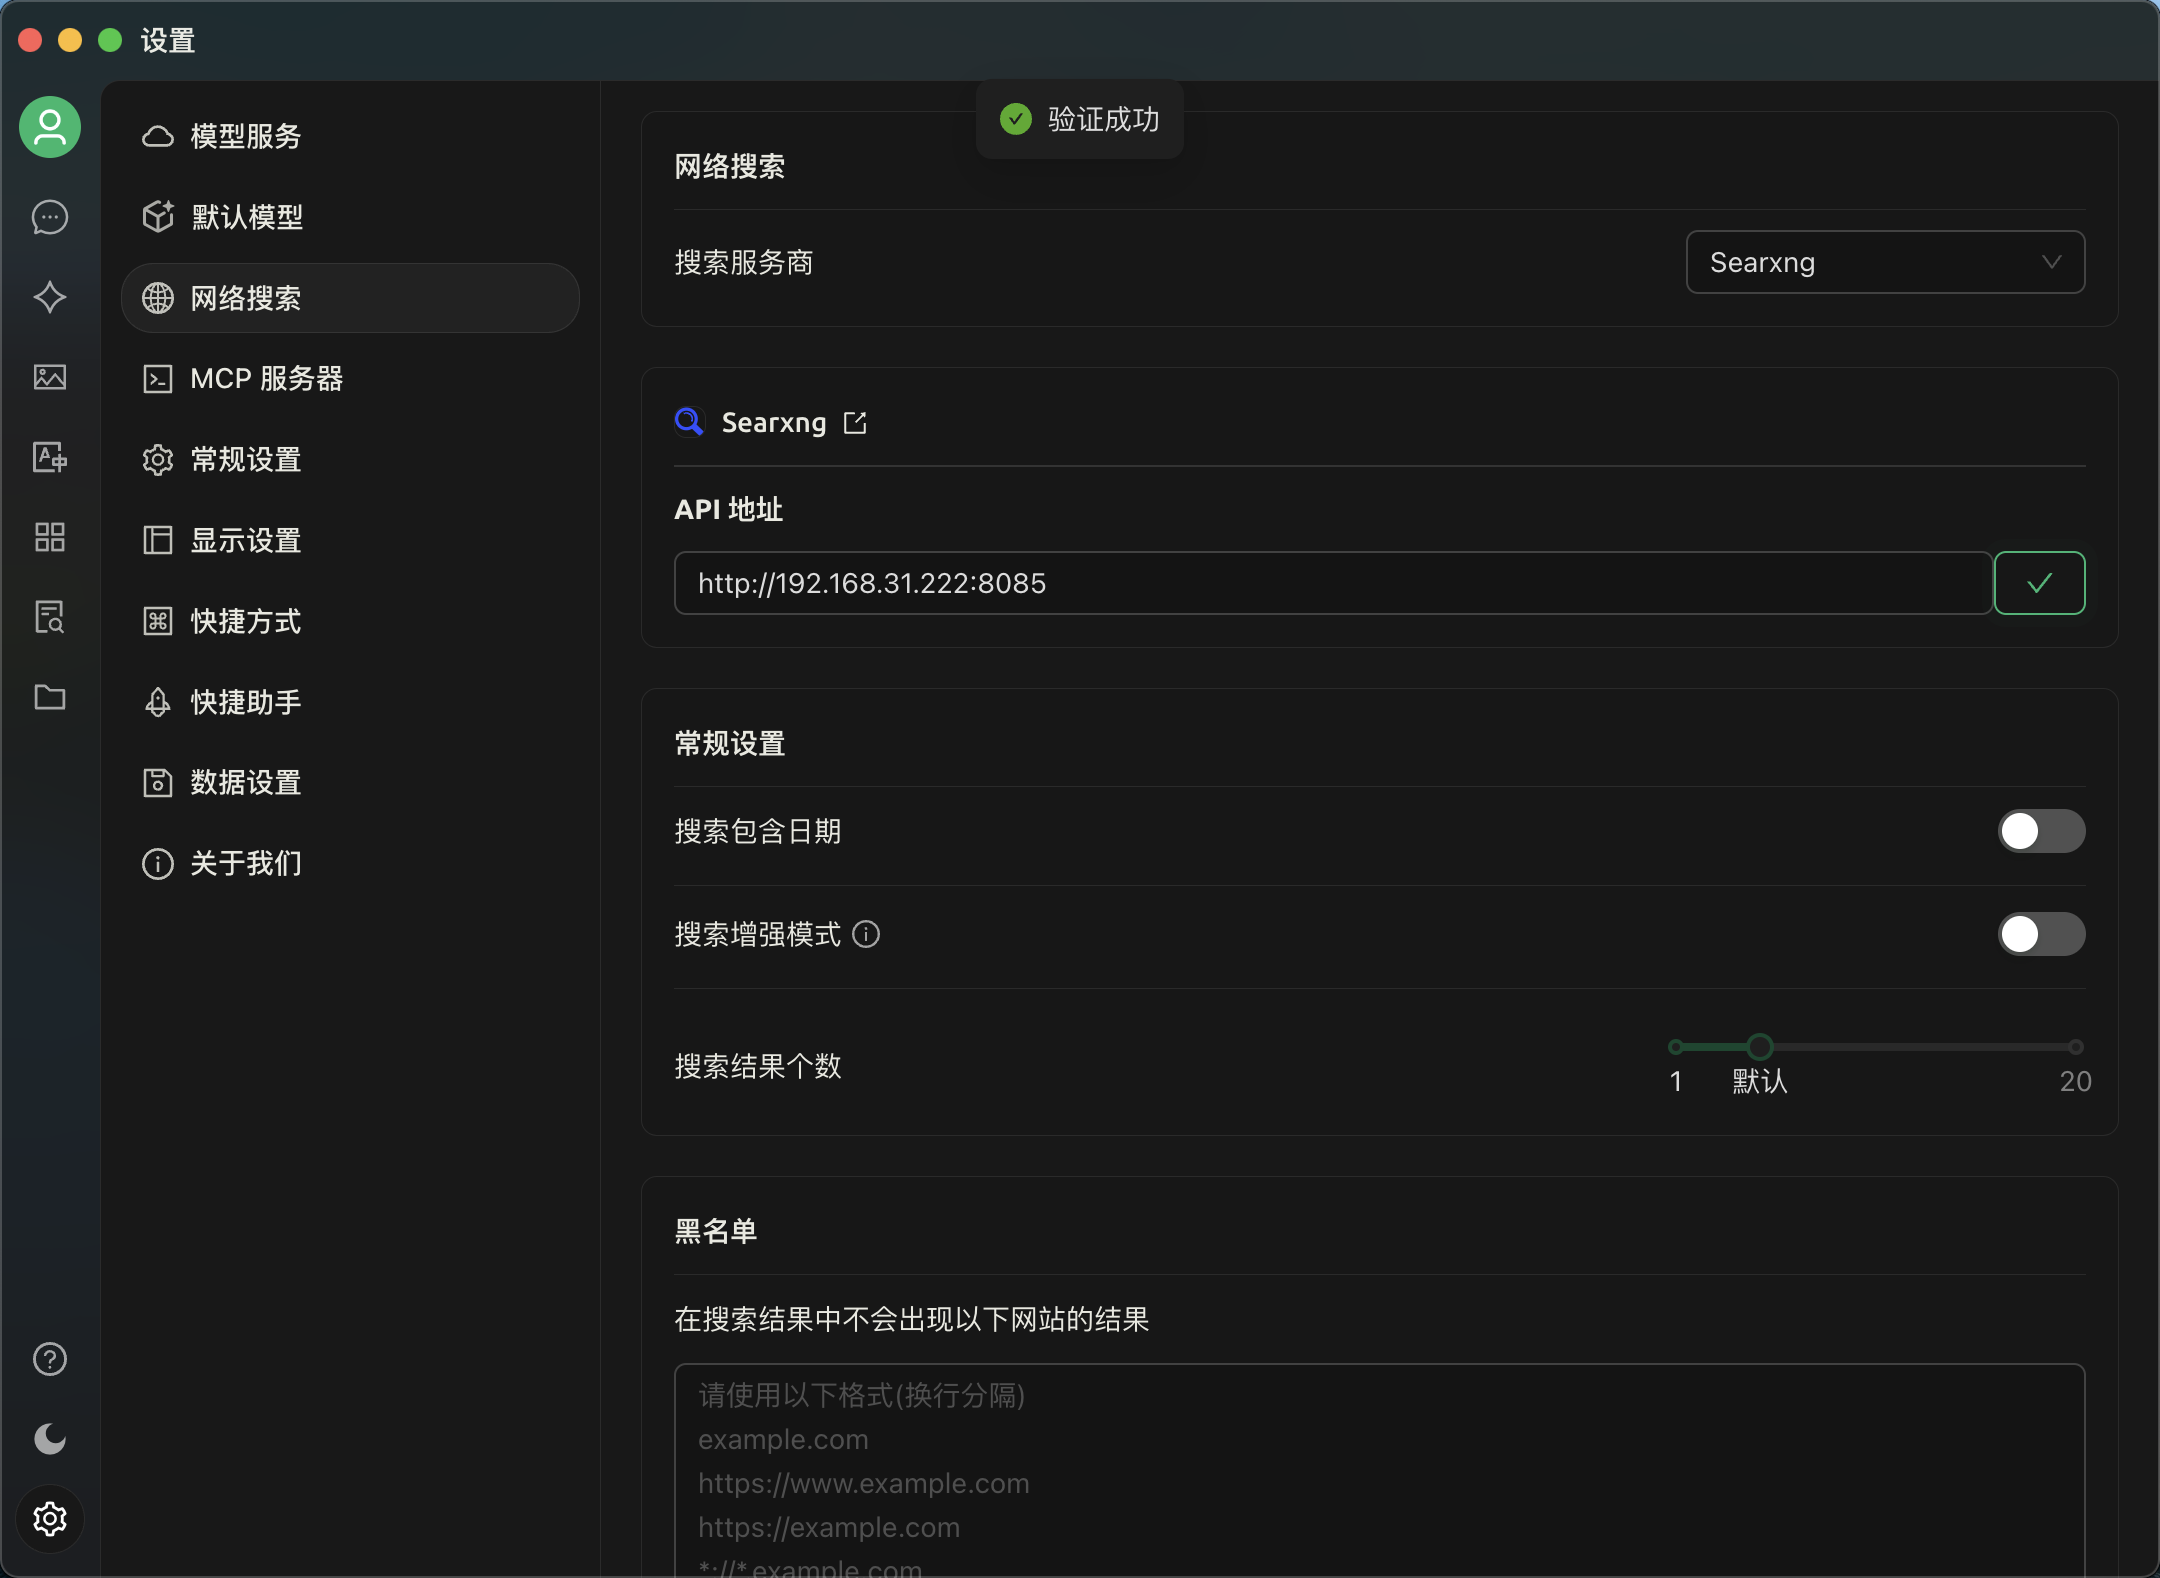 设置
验证成功
模型服务
默认模型
网络搜索
MCP 服务器
常规设置
显示设置
快捷方式
快捷助手
数据设置
关于我们
网络搜索
搜索服务商
Searxng
Searxng
API 地址
http://192.168.31.222:8085
常规设置
搜索包含日期
搜索增强模式
搜索结果个数
1 默认 20
黑名单
在搜索结果中不会出现以下网站的结果
请使用以下格式(换行分隔)
example.com
https://www.example.com
https://example.com
*://*.example.com